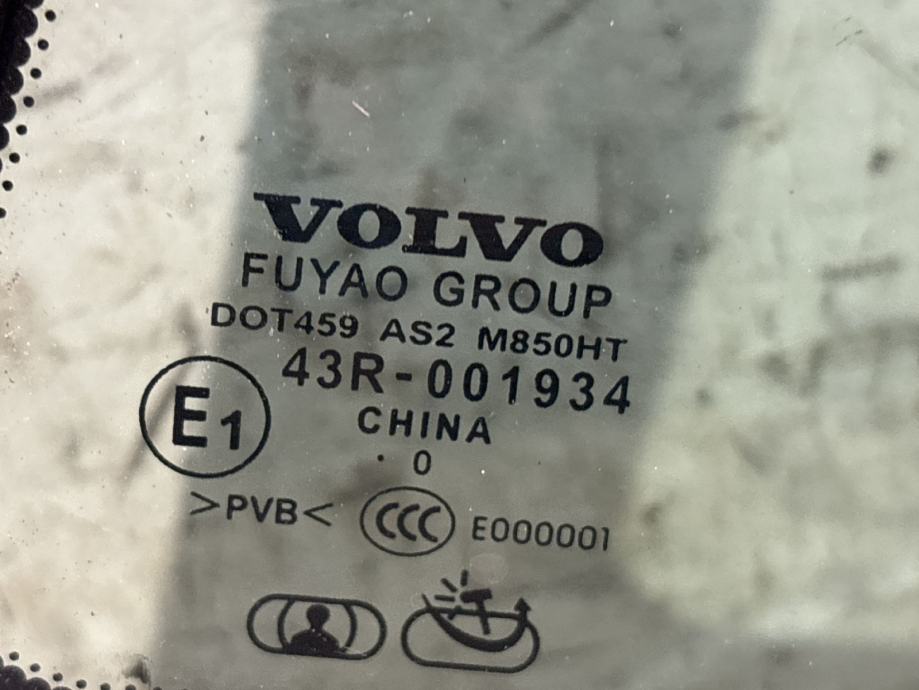 VOLVO
FUYAO GROUP
DOT459 AS2 M850HT
43R-001934
E1
CHINA
. 0
>PVB<
CCC
E000001